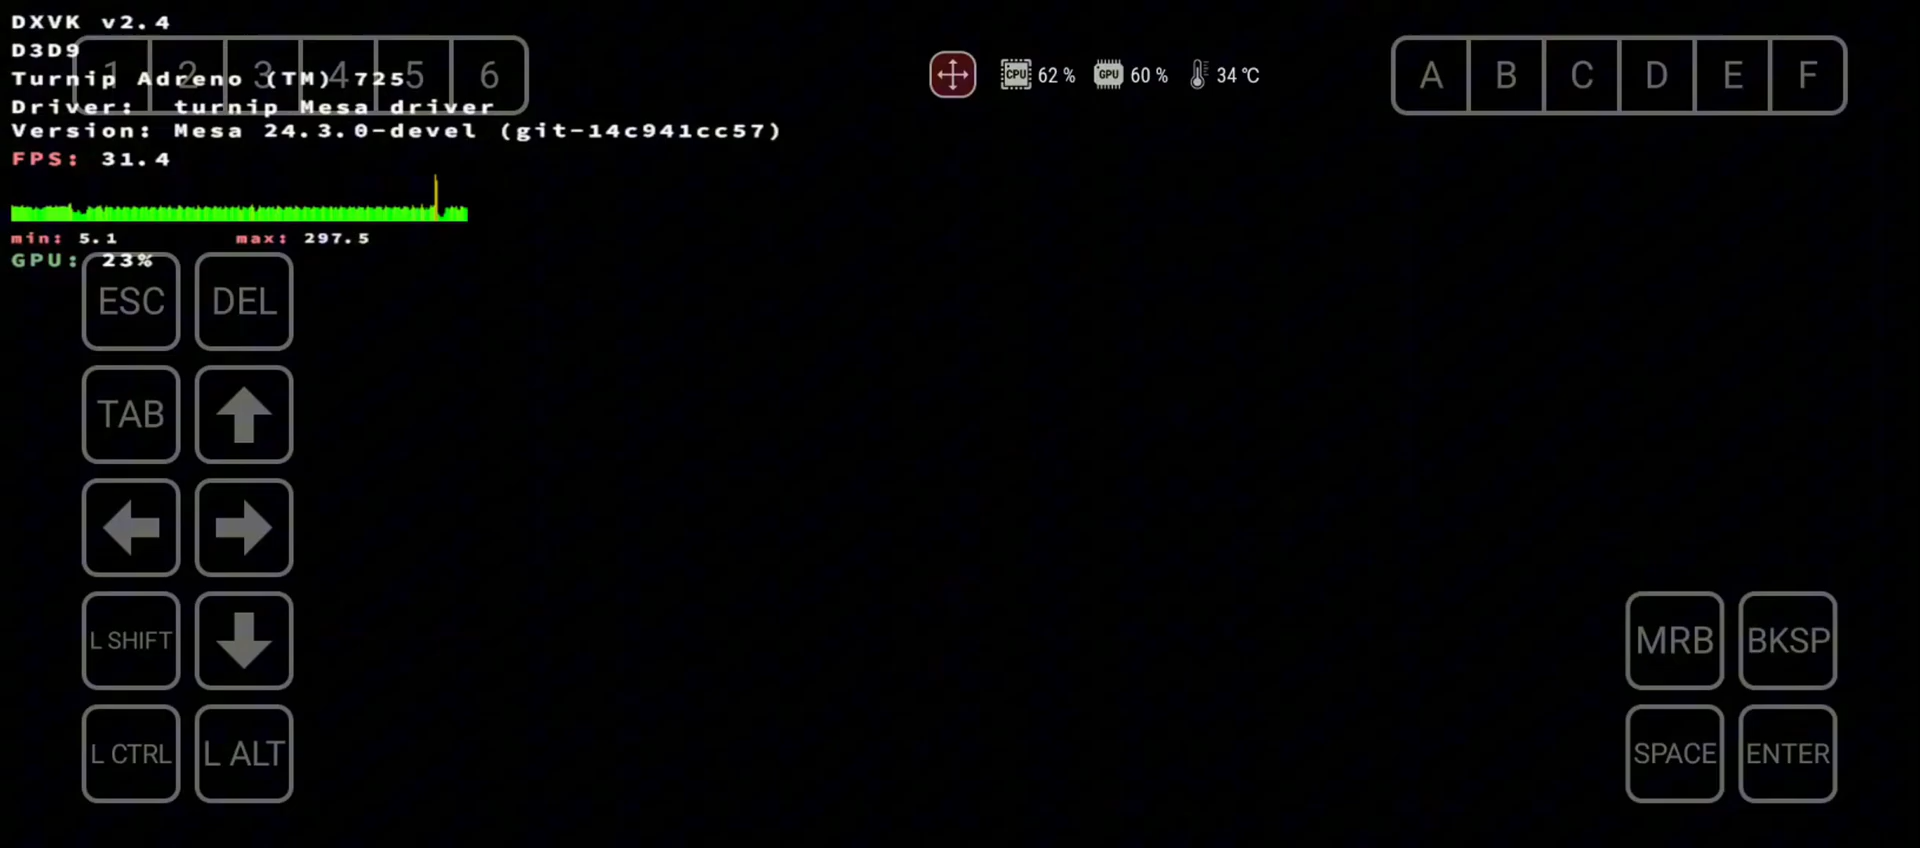 DXVK v2.4
D3D9
1 2 3 4 5 6
Turnip Adreno (TM) 725
Driver: turnip Mesa driver
Version: Mesa 24.3.0-devel (git-14c941cc57)
FPS: 31.4
min: 5.1 max: 297.5
GPU: 23%
CPU 62 % GPU 60 % 34 °C
A B C D E F
ESC DEL
TAB
L SHIFT
L CTRL L ALT
MRB BKSP
SPACE ENTER